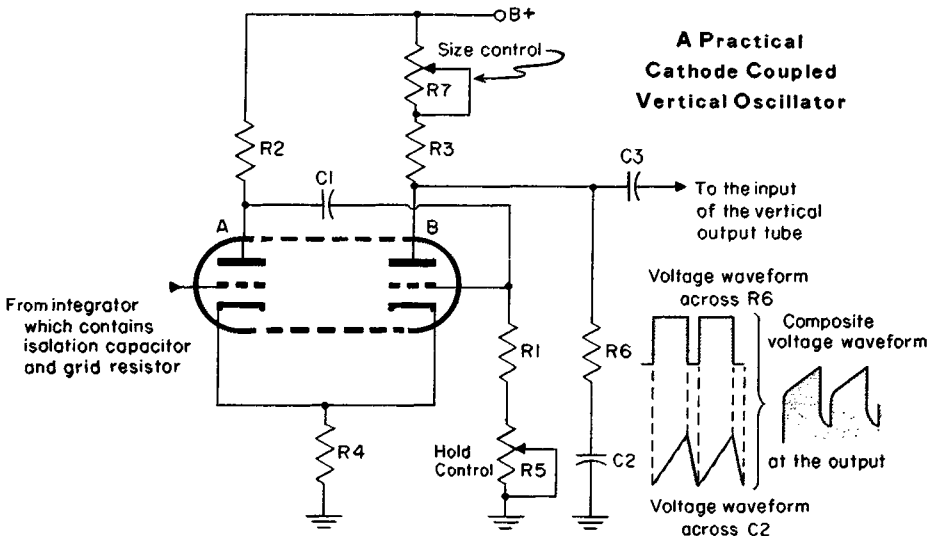 B+
A Practical
Cathode Coupled
Vertical Oscillator
Size control
R7
R2
R3
C1
C3
To the input
of the vertical
output tube
A
B
From integrator
which contains
isolation capacitor
and grid resistor
Voltage waveform
across R6
Composite
voltage waveform
R1
R6
R4
Hold
Control
R5
C2
at the output
Voltage waveform
across C2